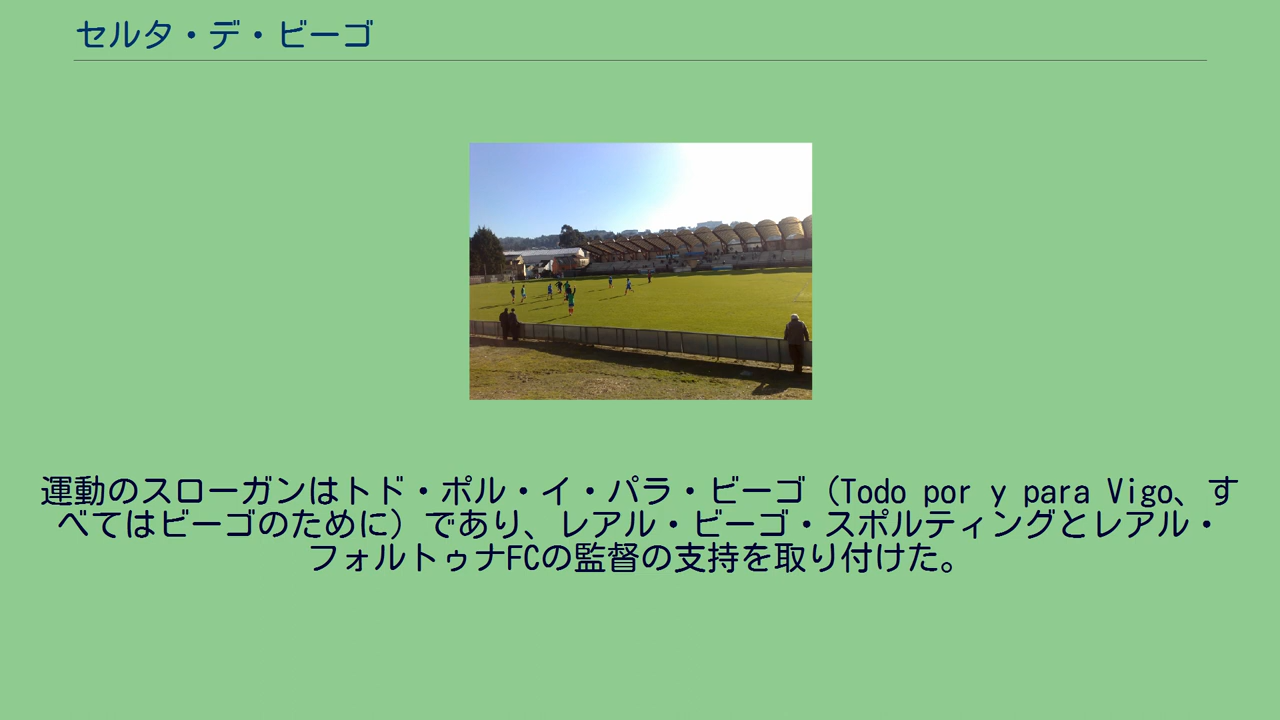 セルタ・デ・ビーゴ
運動のスローガンはトド・ポル・イ・パラ・ビーゴ（Todo por y para Vigo、す
べてはビーゴのために）であり、レアル・ビーゴ・スポルティングとレアル・
フォルトゥナFCの監督の支持を取り付けた。